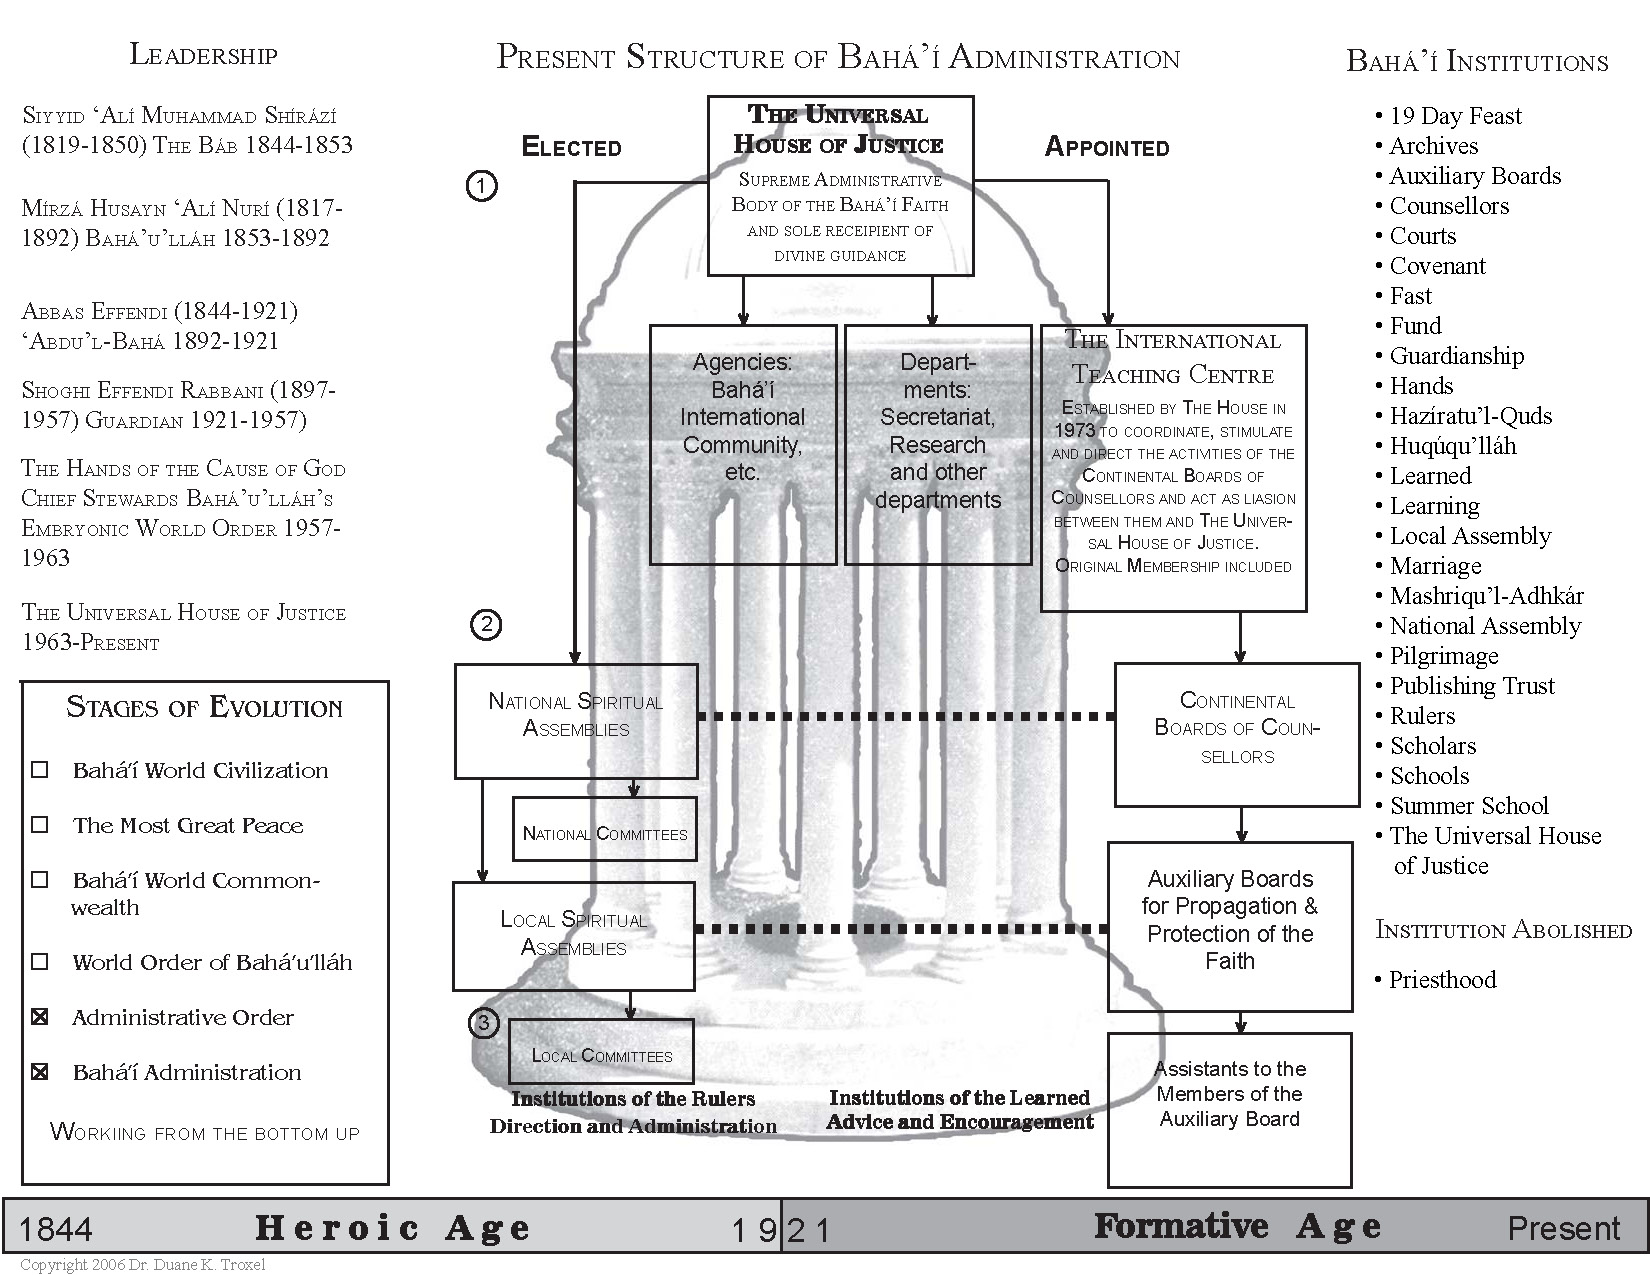 Leadership
Siyyid ‘Alí Muhammad Shírází
(1819-1850) The Báb 1844-1853
Mírzá Husayn ‘Alí Nurí (1817-
1892) Bahá’u’lláh 1853-1892
Abbas Effendi (1844-1921)
‘Abdu’l-Bahá 1892-1921
Shoghi Effendi Rabbani (1897-
1957) Guardian 1921-1957)
The Hands of the Cause of God
Chief Stewards Bahá’u’lláh’s
Embryonic World Order 1957-
1963
The Universal House of Justice
1963-Present
Stages of Evolution
☐ Bahá’í World Civilization
☐ The Most Great Peace
☐ Bahá’í World Common-
wealth
☐ World Order of Bahá’u’lláh
☒ Administrative Order
☒ Bahá’í Administration
Workiing from the bottom up
Present Structure of Bahá’í Administration
Elected
The Universal
House of Justice
Supreme Administrative
Body of the Bahá’í Faith
and sole receipient of
divine guidance
Appointed
1
Agencies:
Bahá’í
International
Community,
etc.
Depart-
ments:
Secretariat,
Research
and other
departments
The International
Teaching Centre
Established by The House in
1973 to coordinate, stimulate
and direct the activities of the
Continental Boards of
Counsellors and act as liasion
between them and The Univer-
sal House of Justice.
Original Membership included
2
National Spiritual
Assemblies
Continental
Boards of Coun-
sellors
National Committees
Local Spiritual
Assemblies
Auxiliary Boards
for Propagation &
Protection of the
Faith
3
Local Committees
Assistants to the
Members of the
Auxiliary Board
Institutions of the Rulers
Direction and Administration
Institutions of the Learned
Advice and Encouragement
Bahá’í Institutions
• 19 Day Feast
• Archives
• Auxiliary Boards
• Counsellors
• Courts
• Covenant
• Fast
• Fund
• Guardianship
• Hands
• Hazíratu’l-Quds
• Huqúqu’lláh
• Learned
• Learning
• Local Assembly
• Marriage
• Mashriqu’l-Adhkár
• National Assembly
• Pilgrimage
• Publishing Trust
• Rulers
• Scholars
• Schools
• Summer School
• The Universal House
of Justice
Institution Abolished
• Priesthood
1844 Heroic Age 1921 Formative Age Present
Copyright 2006 Dr. Duane K. Troxel